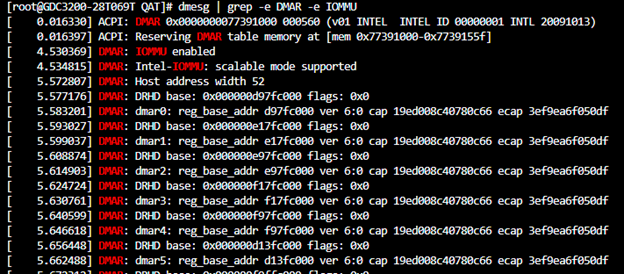 [root@GDC3200-28T069T QAT]# dmesg | grep -e DMAR -e IOMMU
[    0.016330] ACPI: DMAR 0x0000000077391000 000560 (v01 INTEL  INTEL ID 00000001 INTL 20091013)
[    0.016397] ACPI: Reserving DMAR table memory at [mem 0x77391000-0x7739155f]
[    4.530369] DMAR: IOMMU enabled
[    4.534815] DMAR: Intel-IOMMU: scalable mode supported
[    5.572807] DMAR: Host address width 52
[    5.577176] DMAR: DRHD base: 0x000000d97fc000 flags: 0x0
[    5.583201] DMAR: dmar0: reg_base_addr d97fc000 ver 6:0 cap 19ed008c40780c66 ecap 3ef9ea6f050df
[    5.593027] DMAR: DRHD base: 0x000000e17fc000 flags: 0x0
[    5.599037] DMAR: dmar1: reg_base_addr e17fc000 ver 6:0 cap 19ed008c40780c66 ecap 3ef9ea6f050df
[    5.608874] DMAR: DRHD base: 0x000000e97fc000 flags: 0x0
[    5.614903] DMAR: dmar2: reg_base_addr e97fc000 ver 6:0 cap 19ed008c40780c66 ecap 3ef9ea6f050df
[    5.624724] DMAR: DRHD base: 0x000000f17fc000 flags: 0x0
[    5.630761] DMAR: dmar3: reg_base_addr f17fc000 ver 6:0 cap 19ed008c40780c66 ecap 3ef9ea6f050df
[    5.640599] DMAR: DRHD base: 0x000000f97fc000 flags: 0x0
[    5.646618] DMAR: dmar4: reg_base_addr f97fc000 ver 6:0 cap 19ed008c40780c66 ecap 3ef9ea6f050df
[    5.656448] DMAR: DRHD base: 0x000000d13fc000 flags: 0x0
[    5.662488] DMAR: dmar5: reg_base_addr d13fc000 ver 6:0 cap 19ed008c40780c66 ecap 3ef9ea6f050df